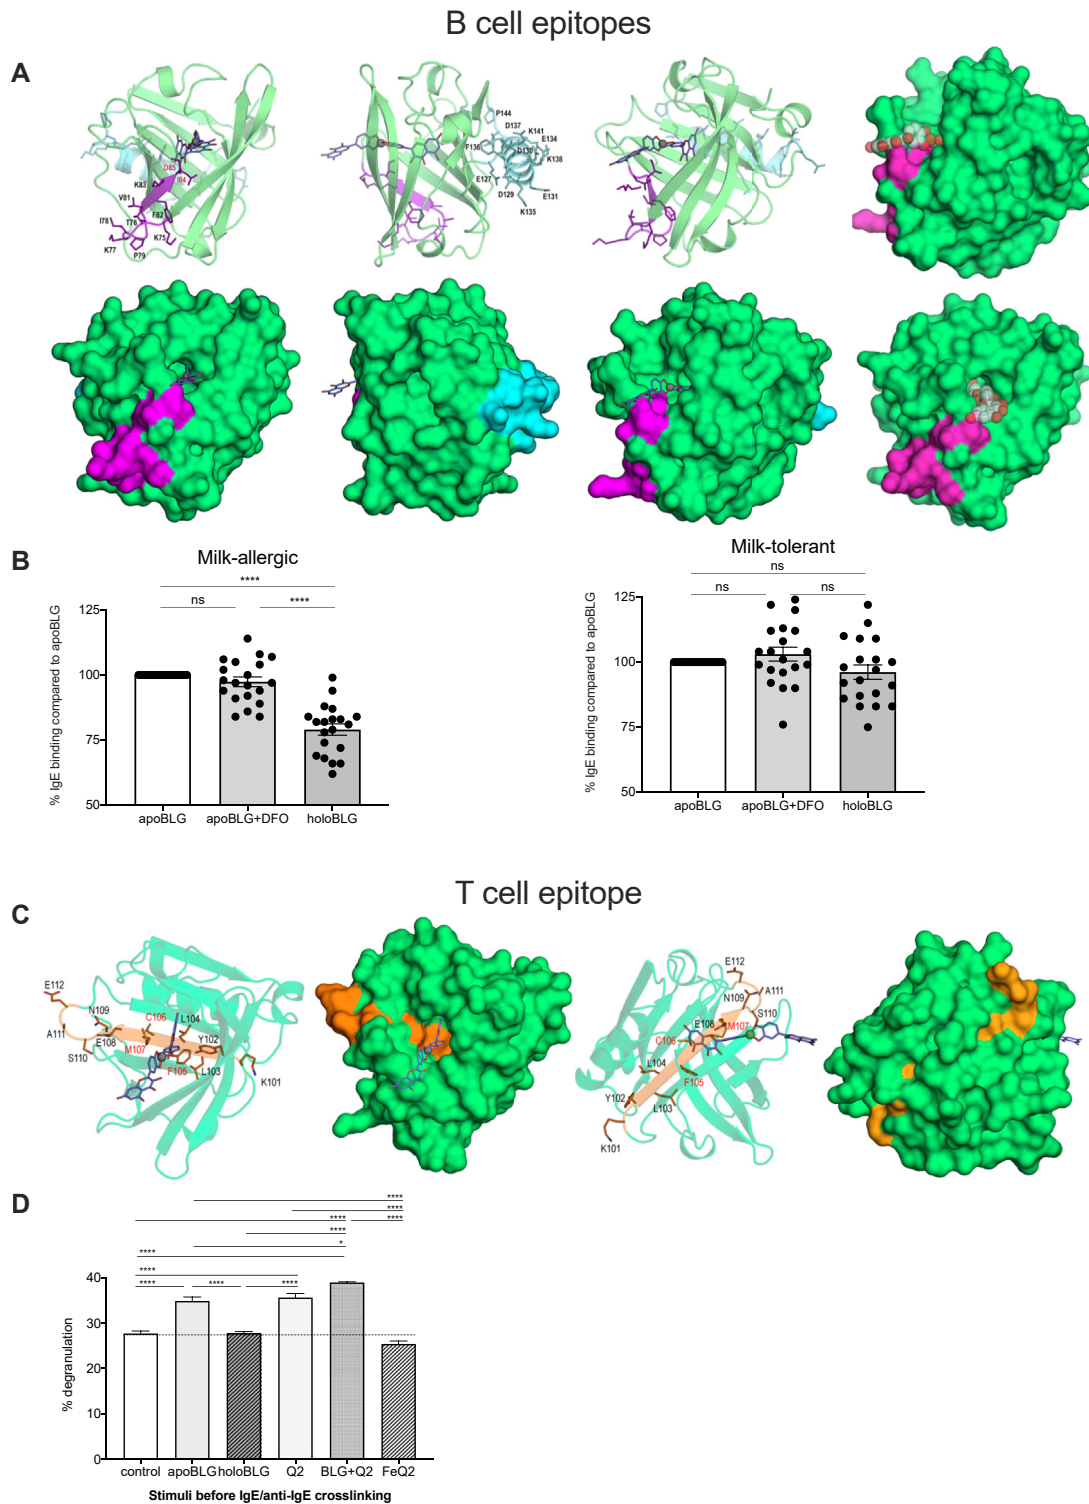 B cell epitopes
A
D85
I84
K83
V81
I78
T76
F82
K75
K77
P79
P144
D137
K141
E134
F136
D130
K138
E127
D129
E131
K135
B
Milk-allergic
****
ns
****
% IgE binding compared to apoBLG
125
100
75
50
apoBLG
apoBLG+DFO
holoBLG
Milk-tolerant
ns
ns
ns
% IgE binding compared to apoBLG
125
100
75
50
apoBLG
apoBLG+DFO
holoBLG
T cell epitope
C
E112
N109
C106
L104
A111
E108
Y102
S110
M107
F105
L103
K101
E112
A111
N109
S110
E108
M107
C106
L104
F105
Y102
L103
K101
D
****
****
**** ****
****
*
****
****
**** **** ****
% degranulation
40
30
20
10
0
control
apoBLG
holoBLG
Q2
BLG+Q2
FeQ2
Stimuli before IgE/anti-IgE crosslinking